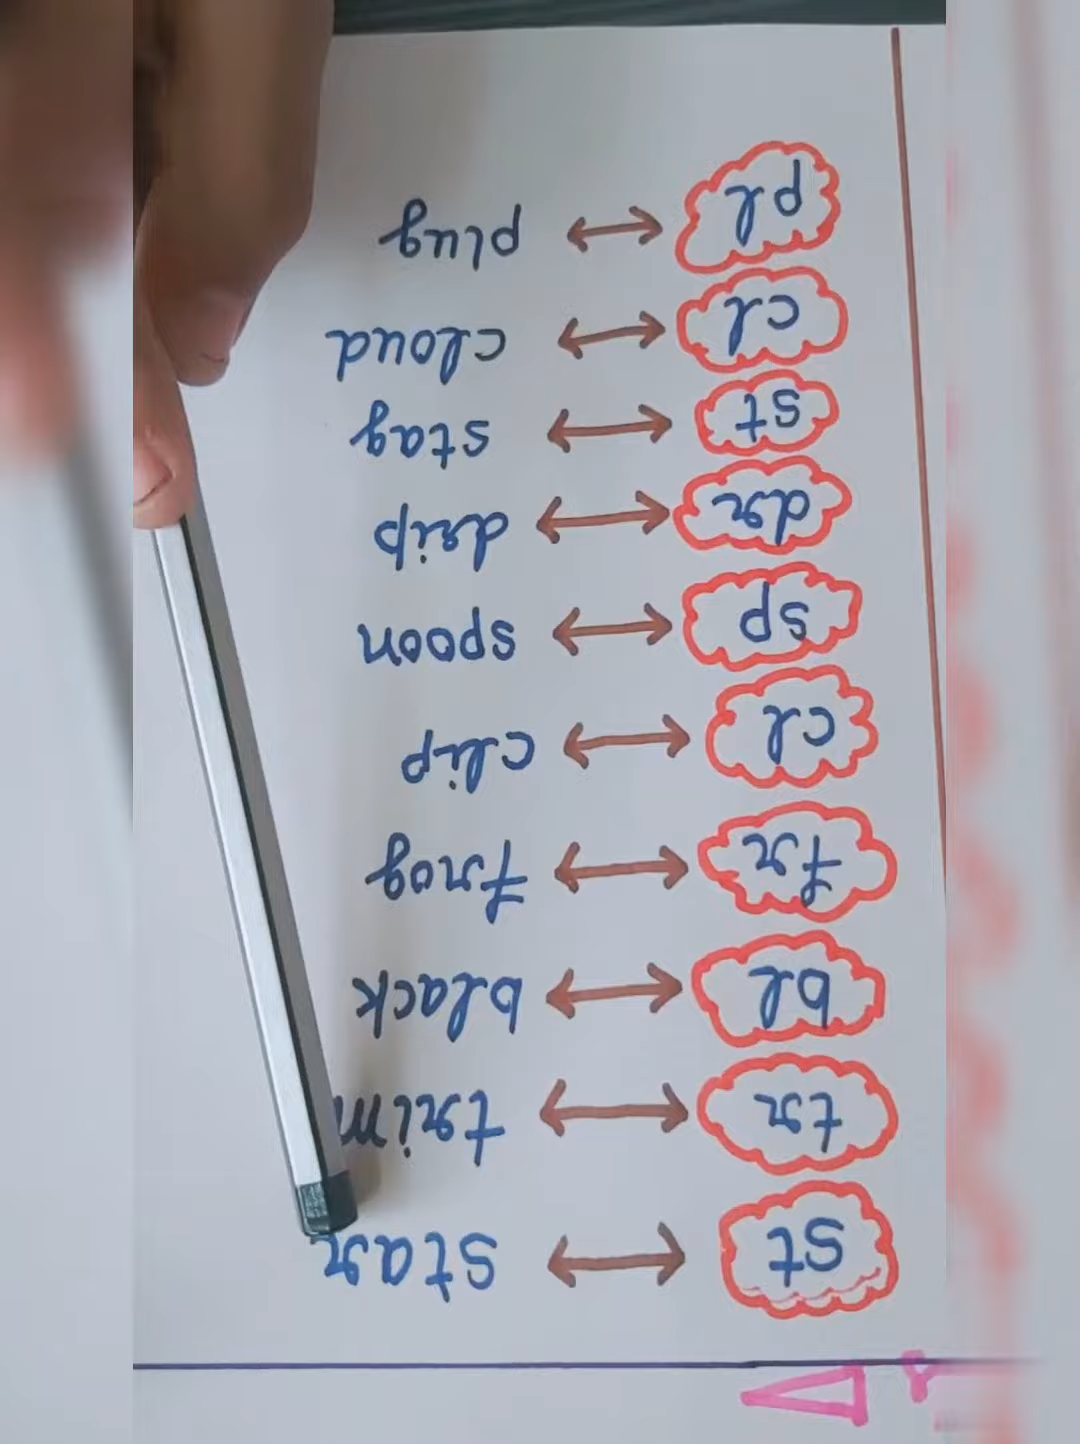 st ↔ star
tr ↔ trim
bl ↔ black
fr ↔ frog
cl ↔ clip
sp ↔ spoon
dr ↔ drip
st ↔ stag
cl ↔ cloud
pl ↔ plug